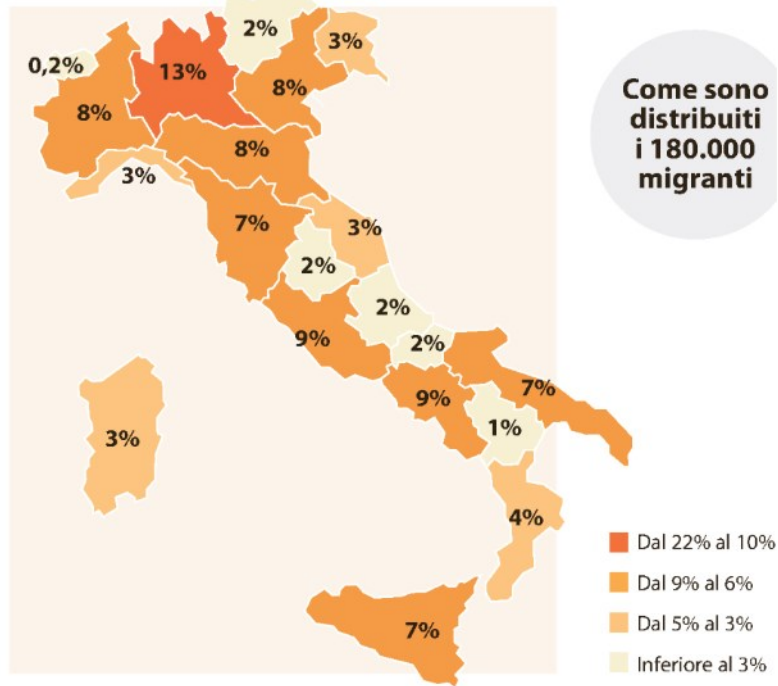 2%
3%
0,2%
13%
8%
8%
Come sono
distribuiti
i 180.000
migranti
8%
3%
7%
3%
2%
2%
9%
2%
7%
9%
1%
3%
4%
Dal 22% al 10%
Dal 9% al 6%
Dal 5% al 3%
7%
Inferiore al 3%